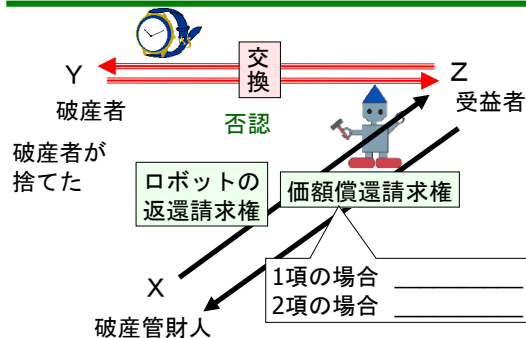 交
換
Y
Z
破産者
受益者
否認
破産者が
捨てた
ロボットの
返還請求権
価額償還請求権
X
1項の場合 ＿＿＿＿＿＿
2項の場合 ＿＿＿＿＿＿
破産管財人